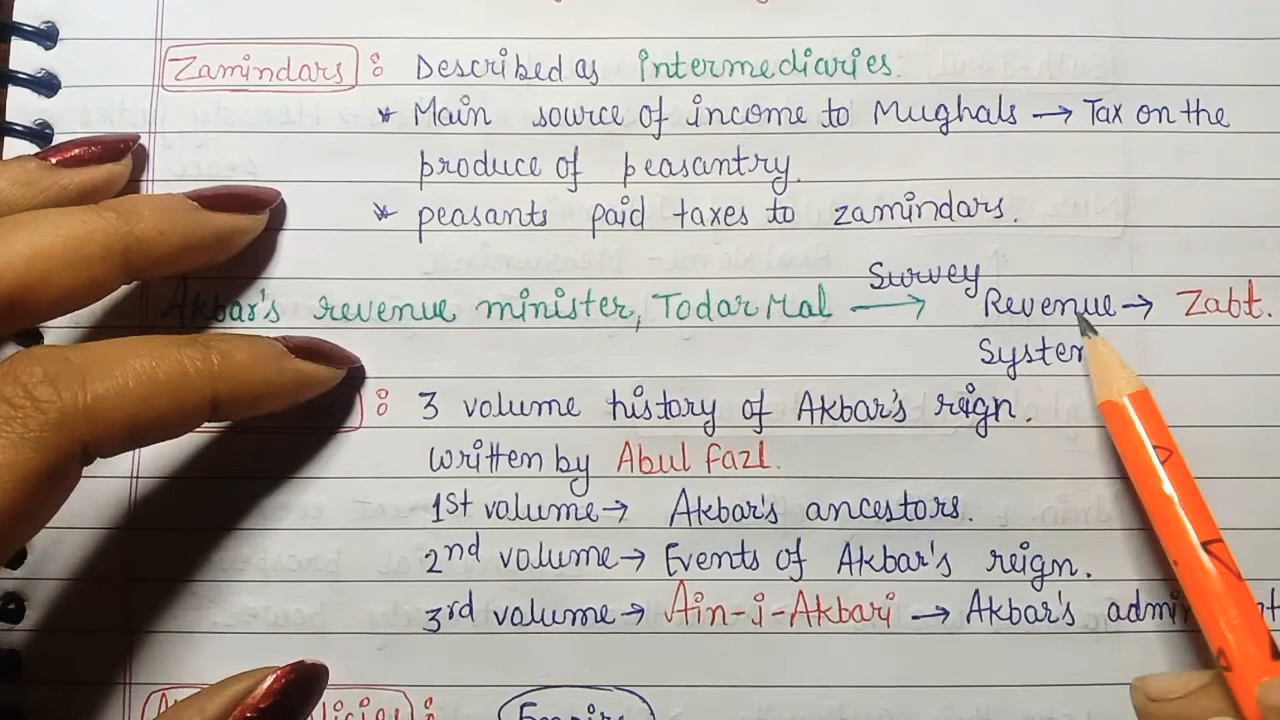 Zamindars : Described as intermediaries.
* Main source of income to Mughals → Tax on the
produce of peasantry.
* peasants paid taxes to zamindars.
Survey
Akbar's revenue minister, Todar Mal → Revenue → Zabt.
System
: 3 volume history of Akbar's reign.
written by Abul Fazl.
1st volume → Akbar's ancestors.
2nd volume → Events of Akbar's reign.
3rd volume → Ain-i-Akbari → Akbar's
Empire